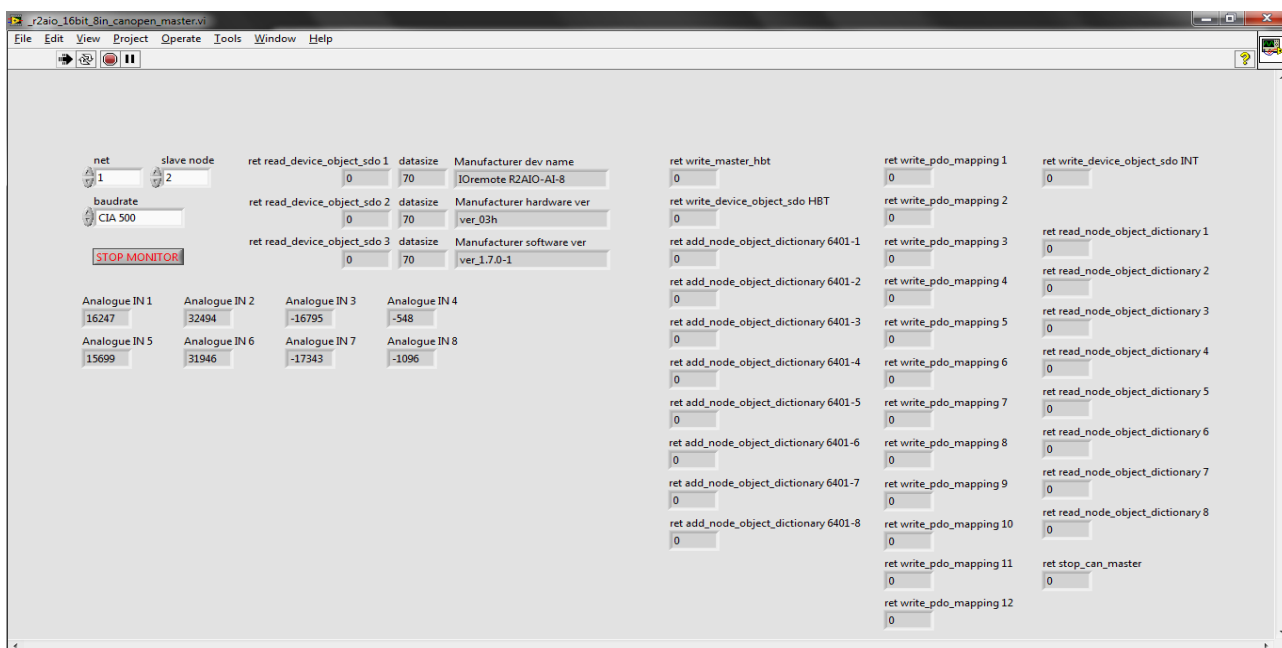 _r2aio_16bit_8in_canopen_master.vi
File Edit View Project Operate Tools Window Help
?
net slave node ret read_device_object_sdo 1 datasize Manufacturer dev name ret write_master_hbt ret write_pdo_mapping 1 ret write_device_object_sdo INT
1 2 0 70 IOremote R2AIO-AI-8 0 0 0
baudrate ret read_device_object_sdo 2 datasize Manufacturer hardware ver ret write_device_object_sdo HBT ret write_pdo_mapping 2
CIA 500 0 70 ver_03h 0 0
ret read_device_object_sdo 3 datasize Manufacturer software ver ret add_node_object_dictionary 6401-1 ret write_pdo_mapping 3 ret read_node_object_dictionary 1
STOP MONITOR 0 70 ver_1.7.0-1 0 0 0
ret add_node_object_dictionary 6401-2 ret write_pdo_mapping 4 ret read_node_object_dictionary 2
Analogue IN 1 Analogue IN 2 Analogue IN 3 Analogue IN 4 0 0 0
16247 32494 -16795 -548 ret add_node_object_dictionary 6401-3 ret write_pdo_mapping 5 ret read_node_object_dictionary 3
0 0 0
Analogue IN 5 Analogue IN 6 Analogue IN 7 Analogue IN 8 ret add_node_object_dictionary 6401-4 ret write_pdo_mapping 6 ret read_node_object_dictionary 4
15699 31946 -17343 -1096 0 0 0
ret add_node_object_dictionary 6401-5 ret write_pdo_mapping 7 ret read_node_object_dictionary 5
0 0 0
ret add_node_object_dictionary 6401-6 ret write_pdo_mapping 8 ret read_node_object_dictionary 6
0 0 0
ret add_node_object_dictionary 6401-7 ret write_pdo_mapping 9 ret read_node_object_dictionary 7
0 0 0
ret add_node_object_dictionary 6401-8 ret write_pdo_mapping 10 ret read_node_object_dictionary 8
0 0 0
ret write_pdo_mapping 11 ret stop_can_master
0 0
ret write_pdo_mapping 12
0